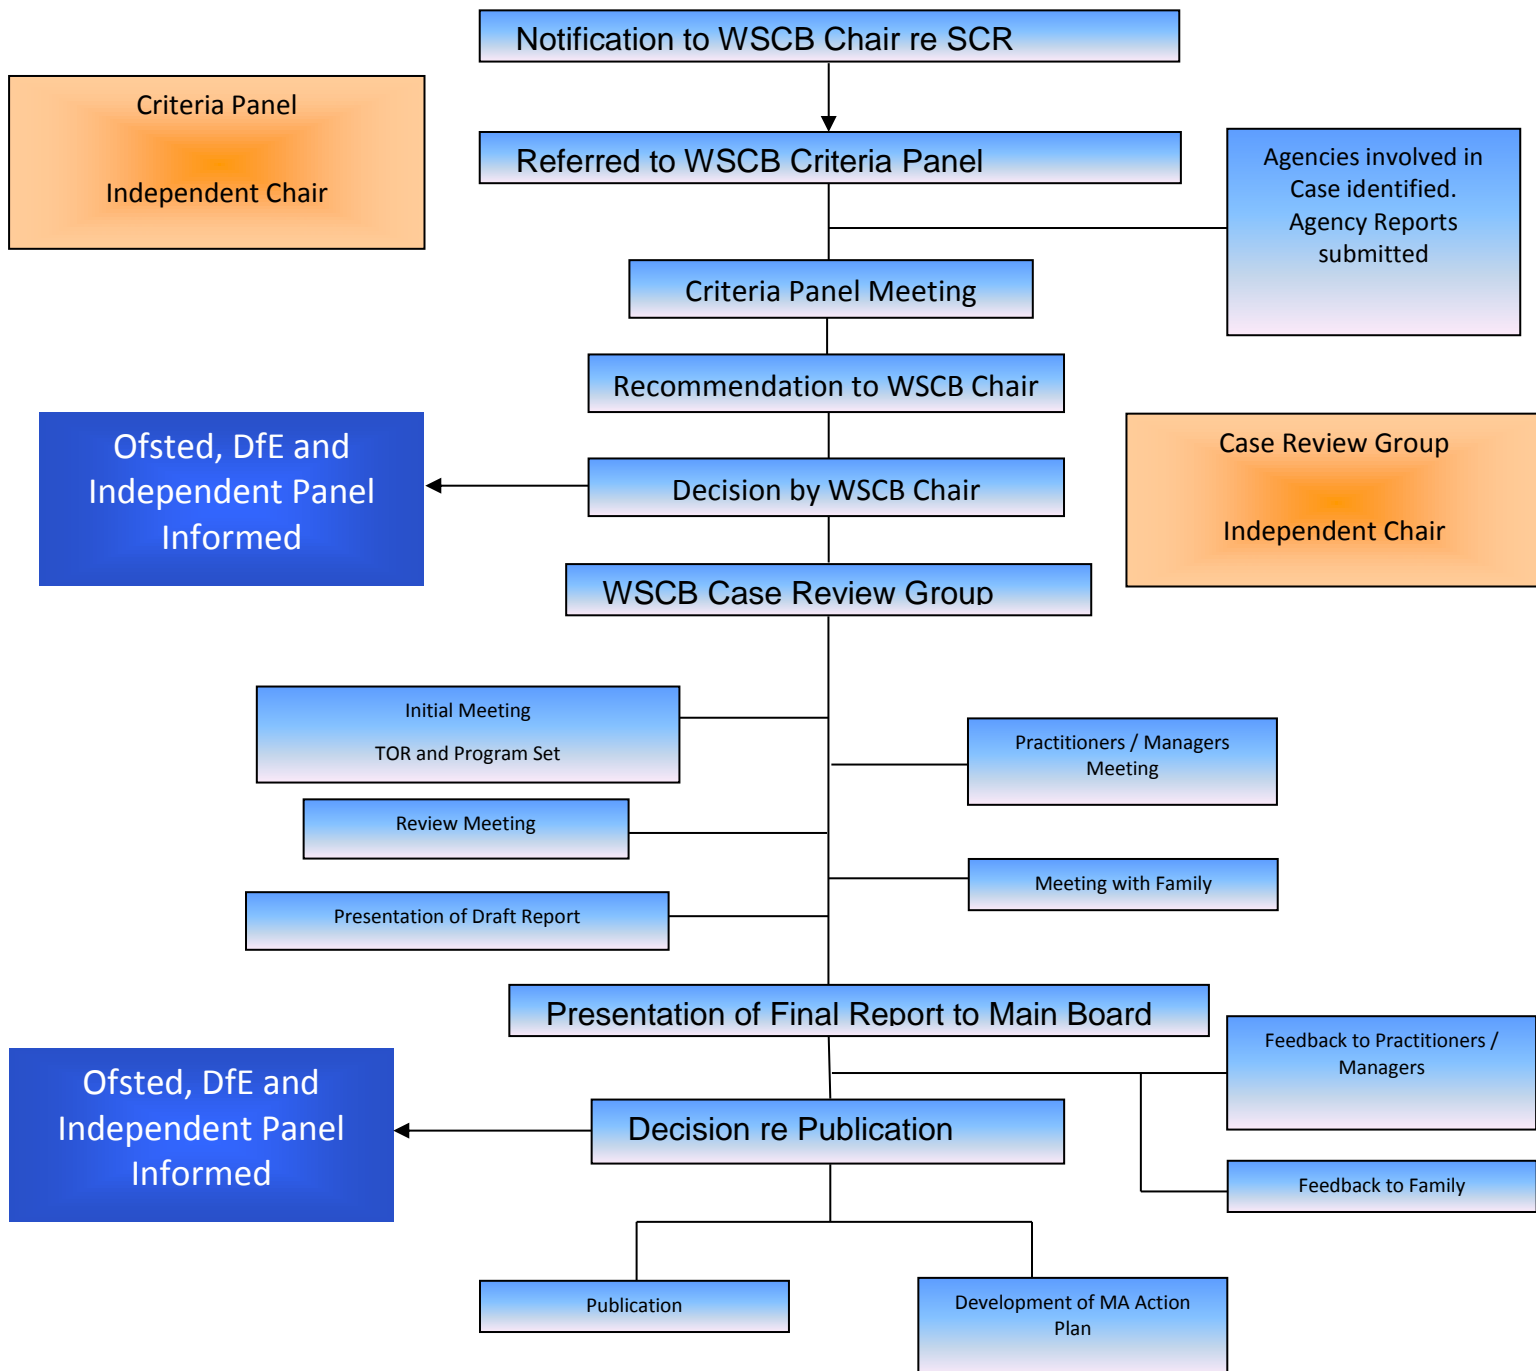 Notification to WSCB Chair re SCR
Criteria Panel
Independent Chair
Referred to WSCB Criteria Panel
Agencies involved in
Case identified.
Agency Reports
submitted
Criteria Panel Meeting
Recommendation to WSCB Chair
Ofsted, DfE and
Independent Panel
Informed
Decision by WSCB Chair
Case Review Group
Independent Chair
WSCB Case Review Group
Initial Meeting
TOR and Program Set
Practitioners / Managers
Meeting
Review Meeting
Meeting with Family
Presentation of Draft Report
Presentation of Final Report to Main Board
Feedback to Practitioners /
Managers
Ofsted, DfE and
Independent Panel
Informed
Decision re Publication
Feedback to Family
Publication
Development of MA Action
Plan